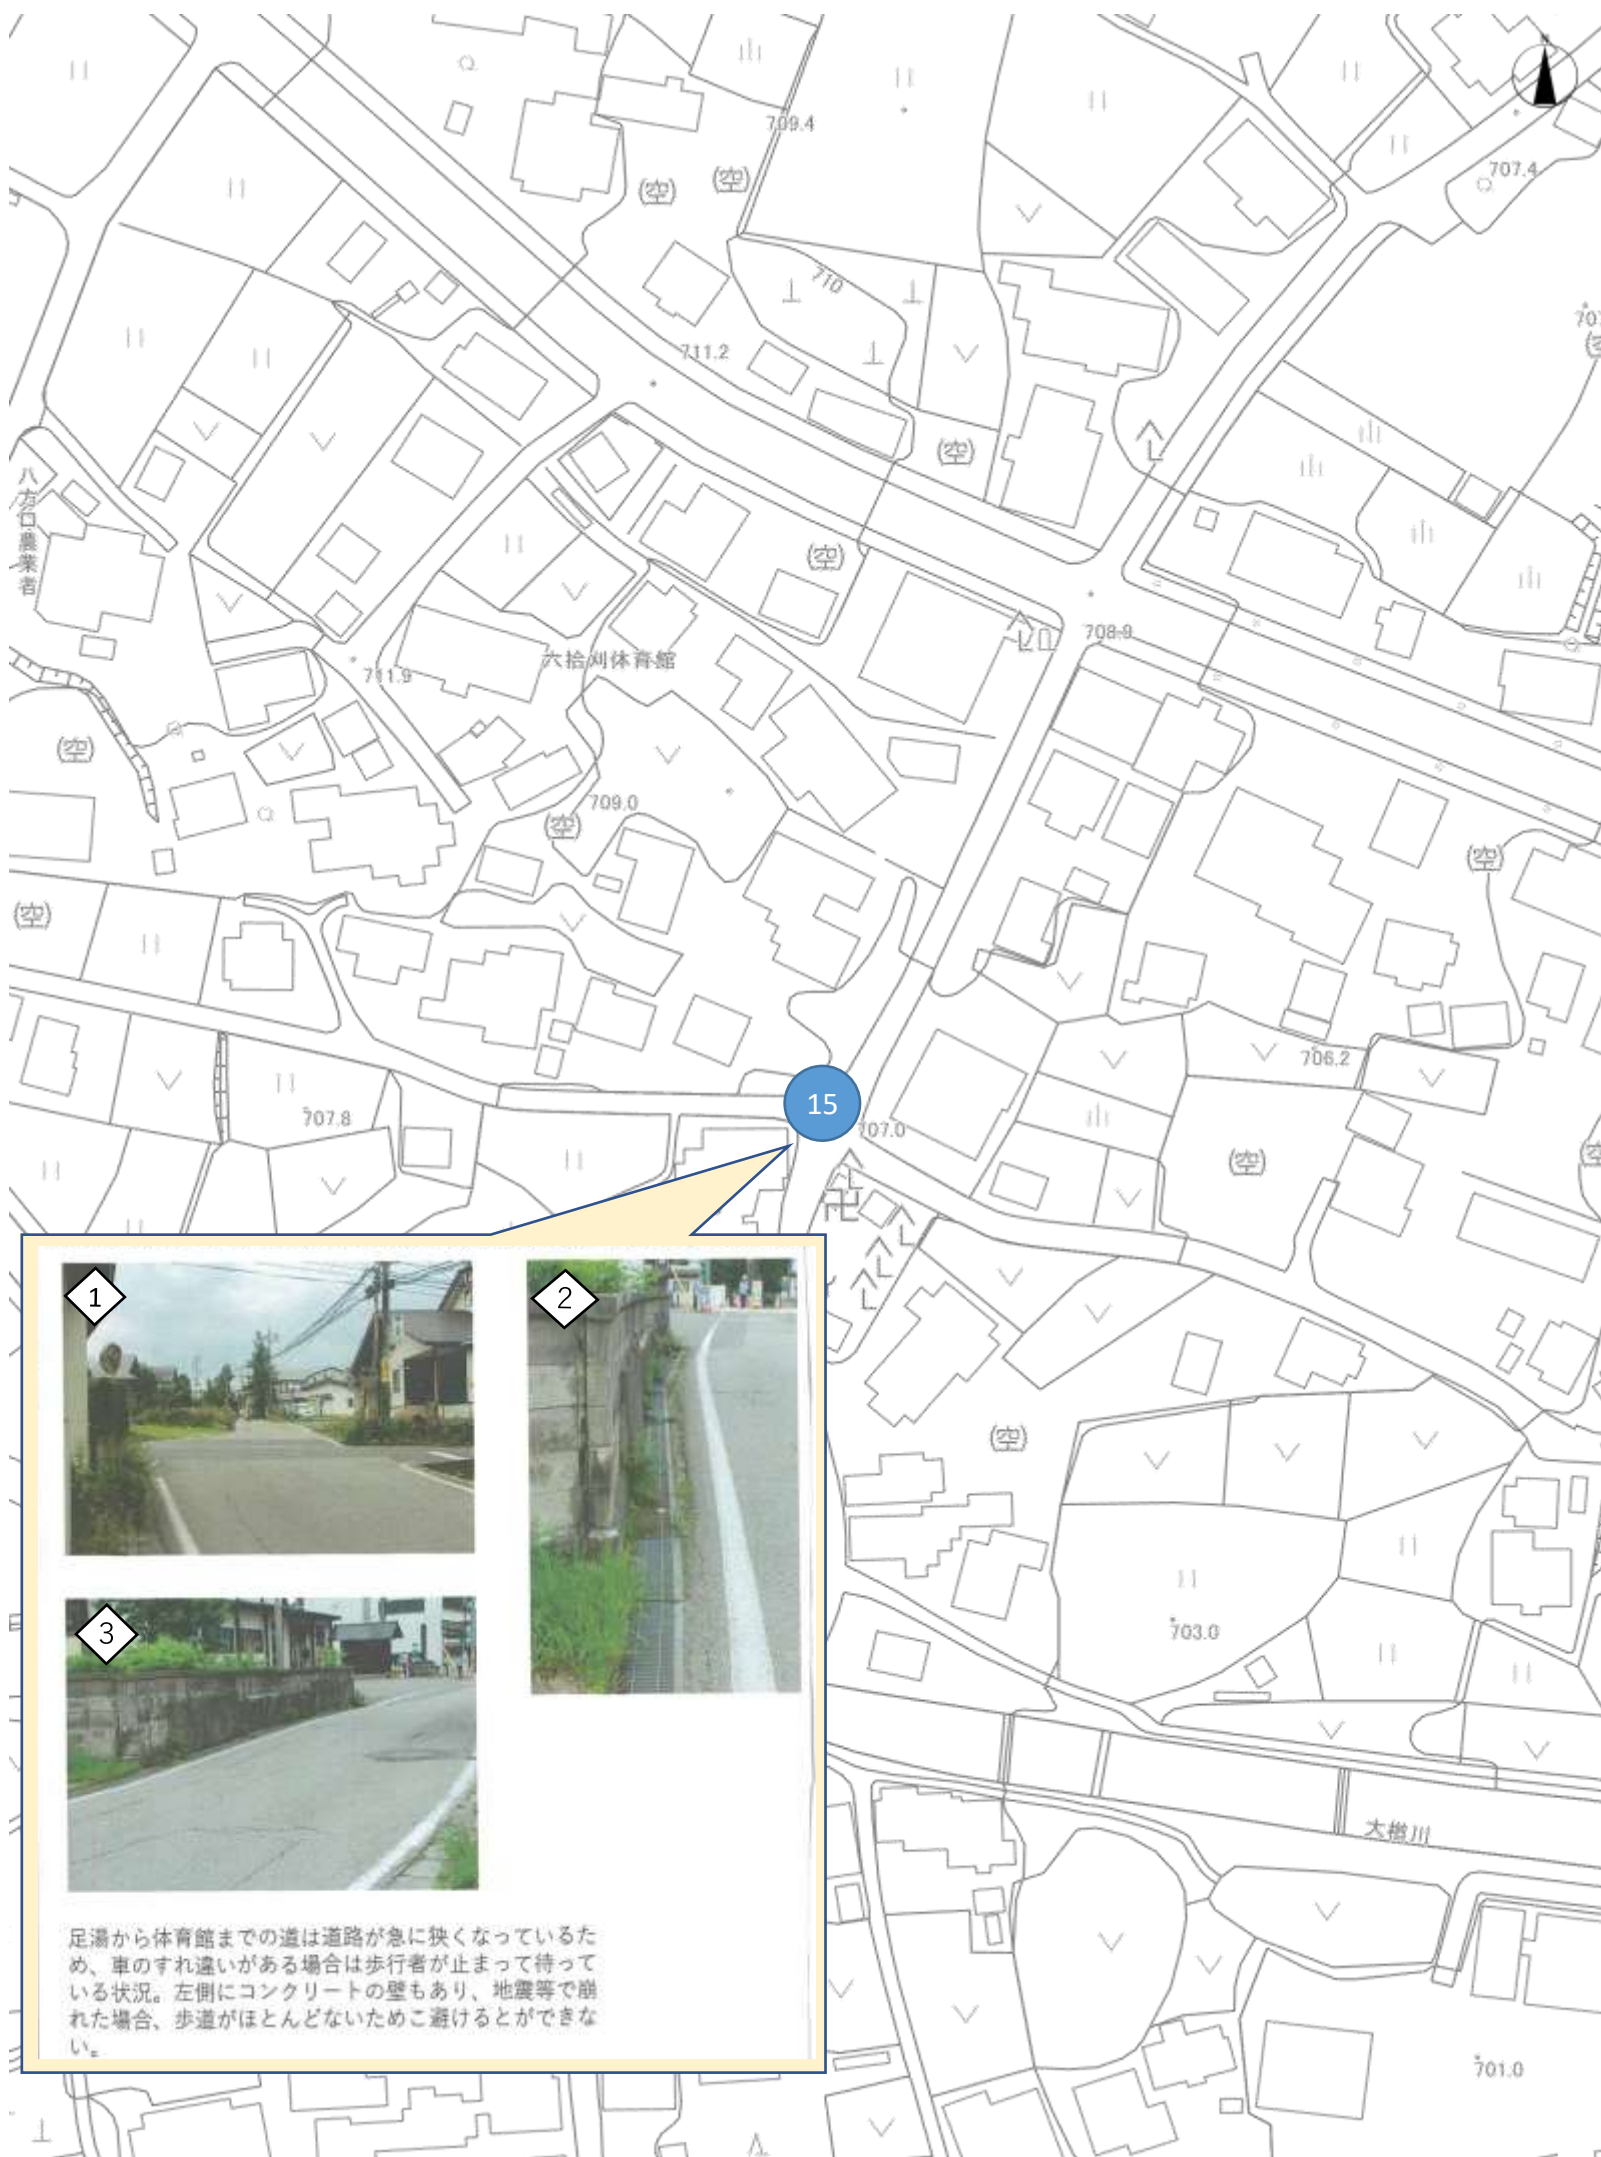 N
709.4
707.4
(空)
(空)
710
711.2
(空)
八方口農業者
(空)
708.9
六拾刈体育館
711.9
(空)
709.0
(空)
(空)
(空)
706.2
15
707.0
707.8
(空)
1
2
3
(空)
703.0
大楢川
701.0
足湯から体育館までの道は道路が急に狭くなっているた
め、車のすれ違いがある場合は歩行者が止まって待って
いる状況。左側にコンクリートの壁もあり、地震等で崩
れた場合、歩道がほとんどないためこ避けるとができな
い。